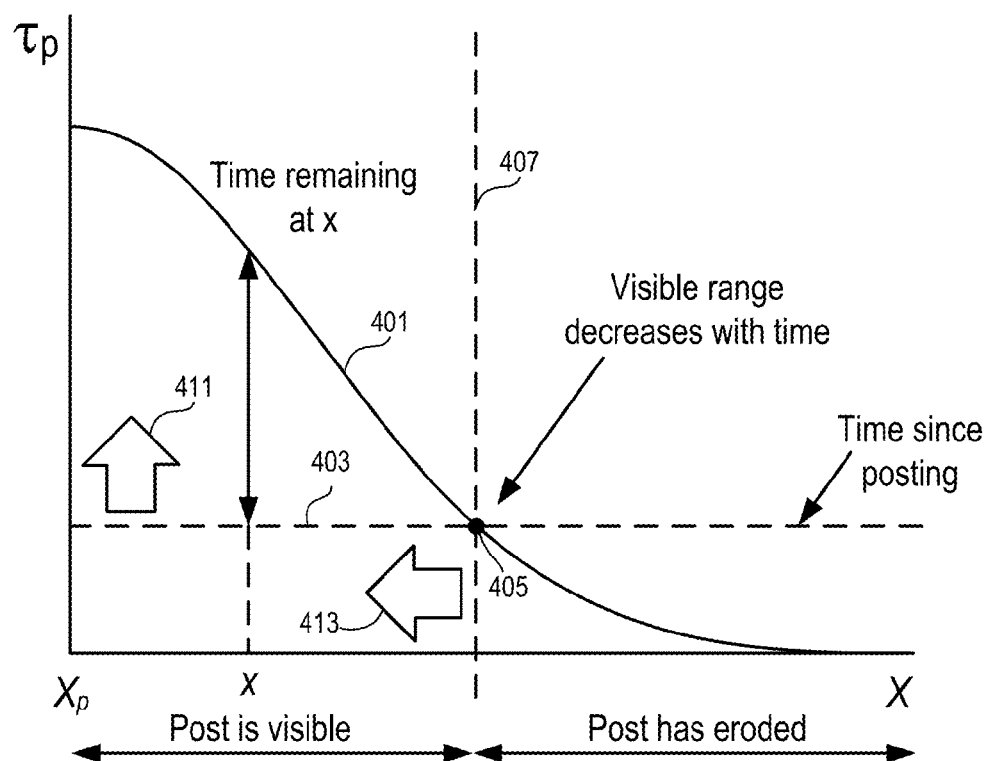 τp
407
Time remaining
at x
401
Visible range
decreases with time
411
Time since
posting
403
405
413
Xp
x
X
Post is visible
Post has eroded